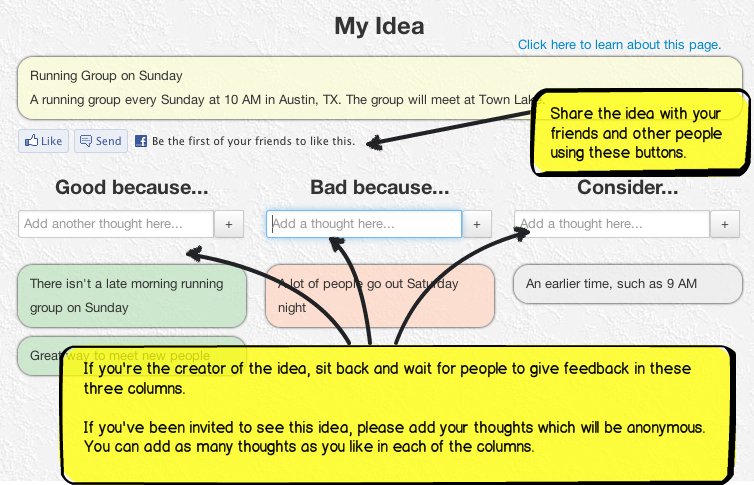 My Idea
Click here to learn about this page.
Running Group on Sunday
A running group every Sunday at 10 AM in Austin, TX. The group will meet at Town Lake.
Share the idea with your
friends and other people
using these buttons.
Like
Send
Be the first of your friends to like this.
Good because...
Bad because...
Consider...
Add another thought here...
+
Add a thought here...
+
Add a thought here...
+
There isn't a late morning running
group on Sunday
A lot of people go out Saturday
night
An earlier time, such as 9 AM
Great way to meet new people
If you're the creator of the idea, sit back and wait for people to give feedback in these
three columns.
If you've been invited to see this idea, please add your thoughts which will be anonymous.
You can add as many thoughts as you like in each of the columns.